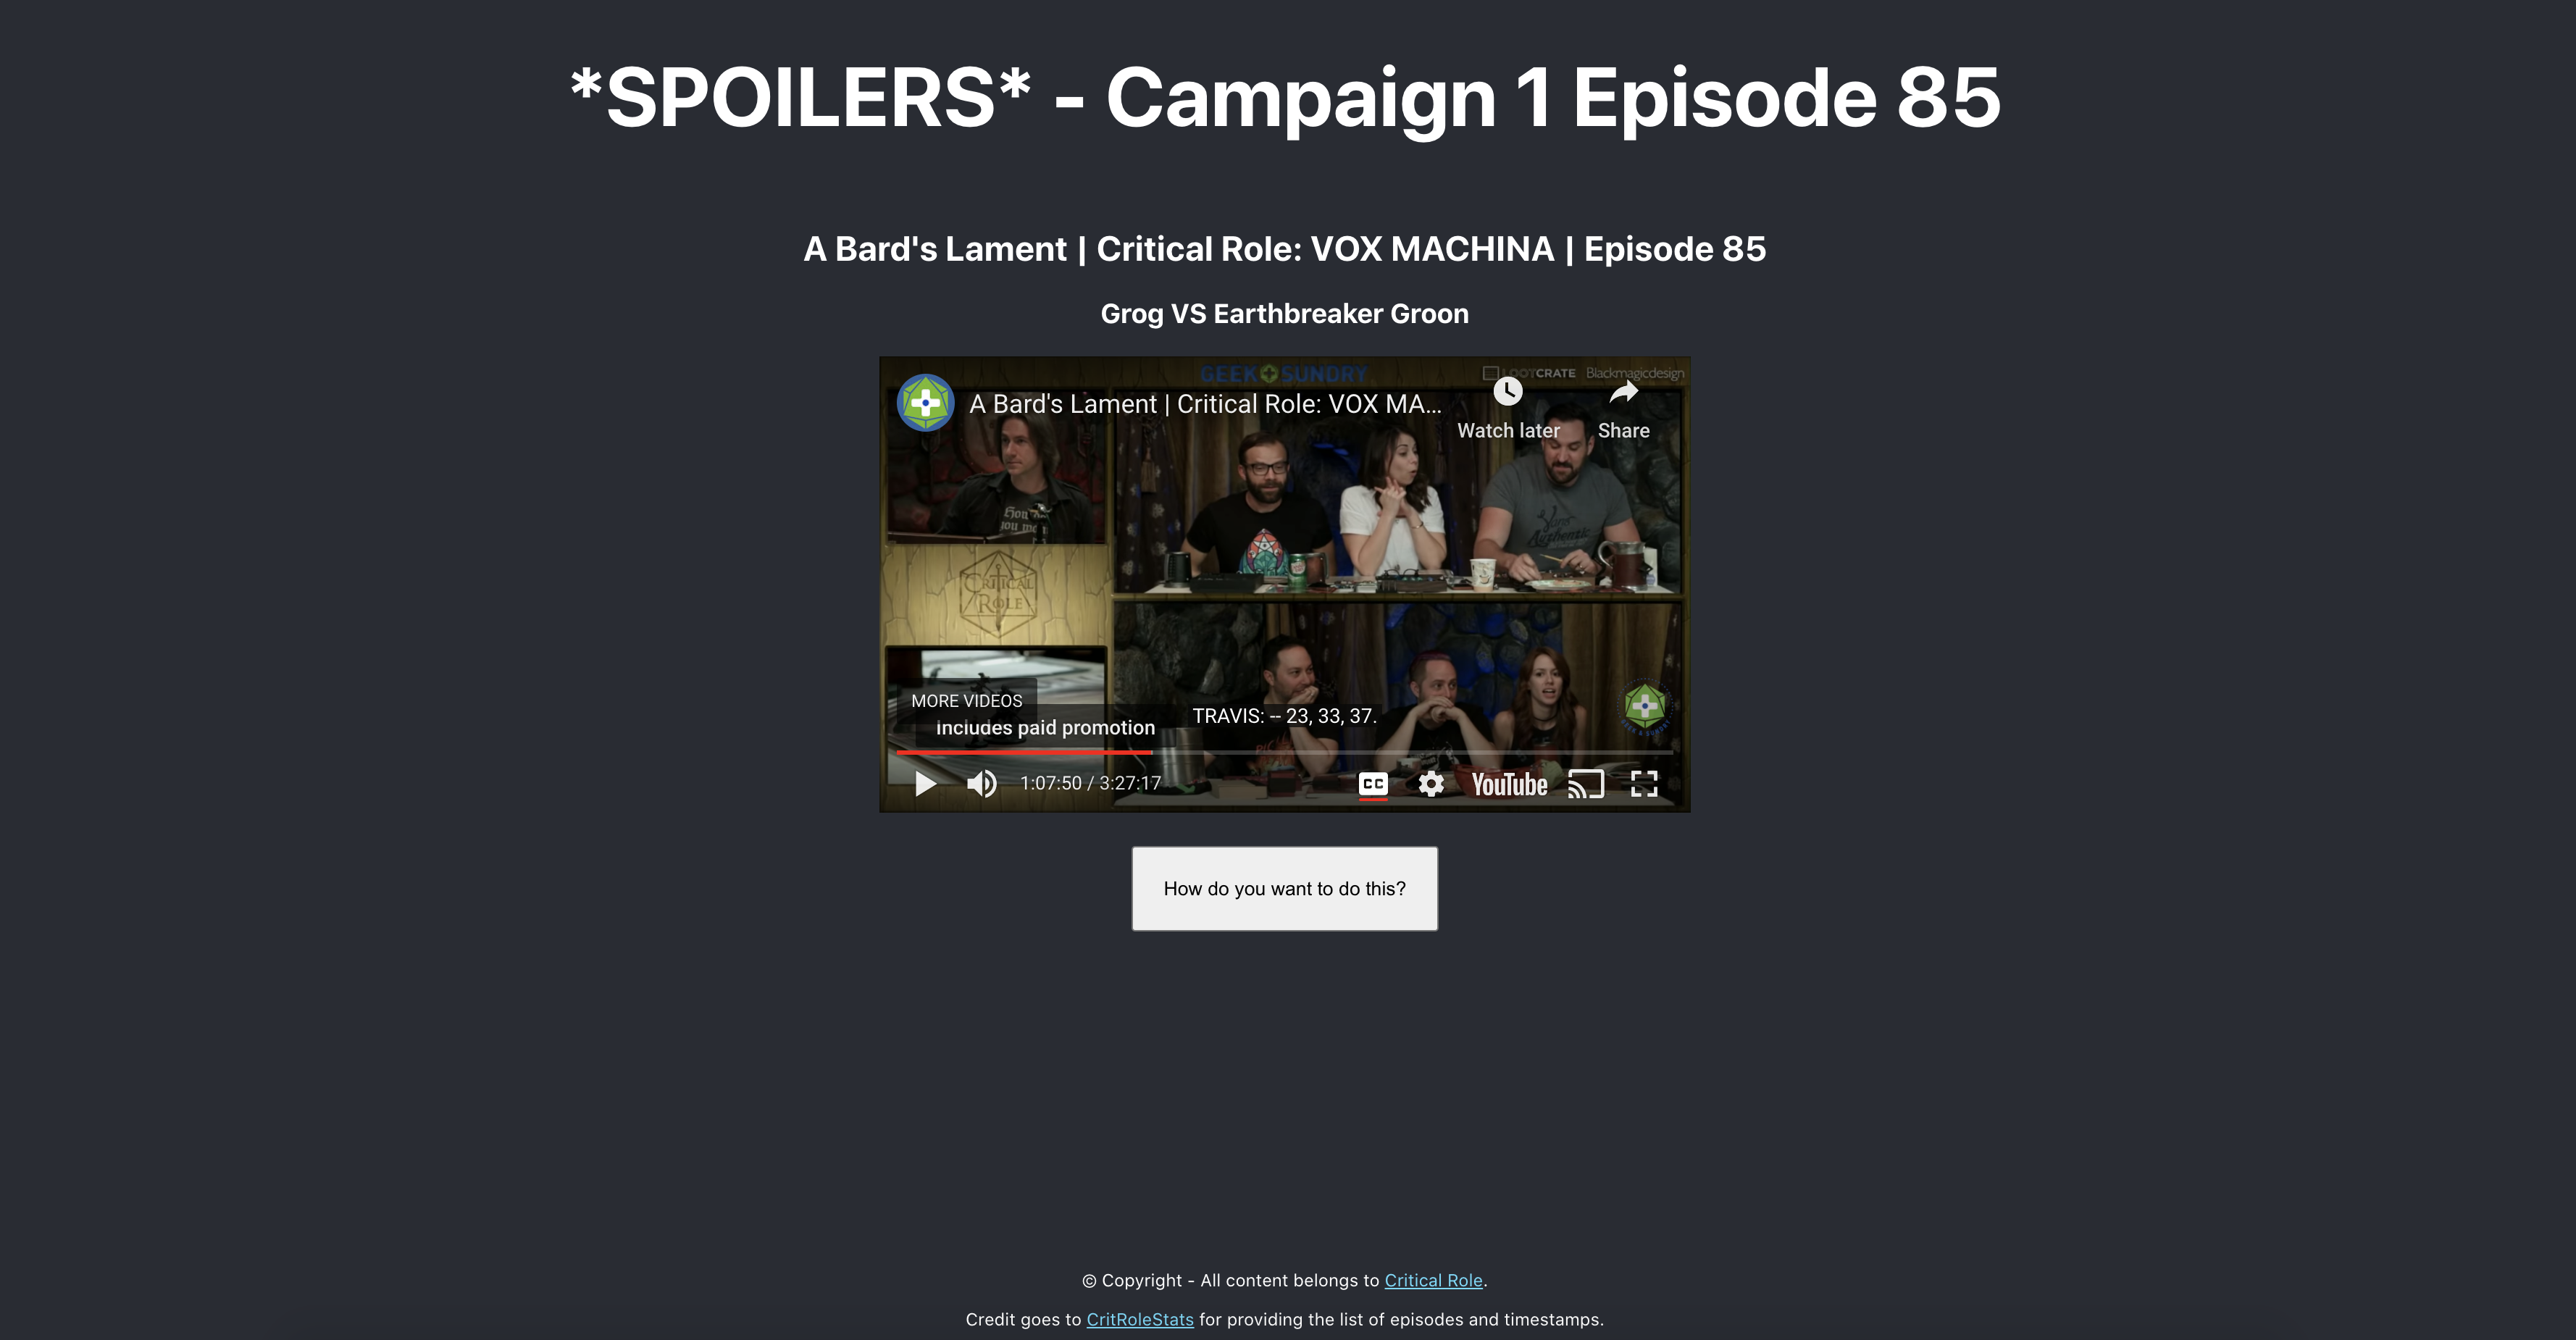 *SPOILERS* - Campaign 1 Episode 85
A Bard's Lament | Critical Role: VOX MACHINA | Episode 85
Grog VS Earthbreaker Groon
GEEK SUNDRY
LOOTCRATE Blackmagicdesign
A Bard's Lament | Critical Role: VOX MA...
Watch later
Share
CRITICAL
ROLE
MORE VIDEOS
Includes paid promotion
TRAVIS: -- 23, 33, 37.
1:07:50 / 3:27:17
CC
YouTube
How do you want to do this?
© Copyright - All content belongs to Critical Role.
Credit goes to CritRoleStats for providing the list of episodes and timestamps.